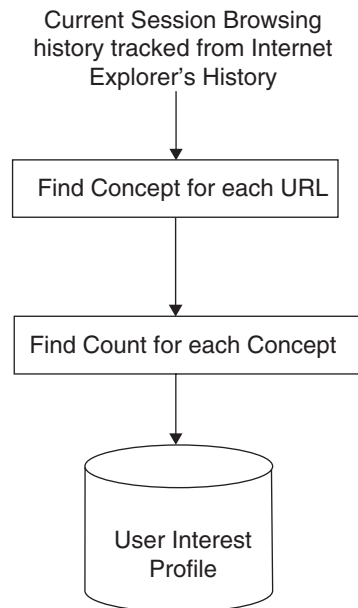 Current Session Browsing
history tracked from Internet
Explorer's History
Find Concept for each URL
Find Count for each Concept
User Interest
Profile